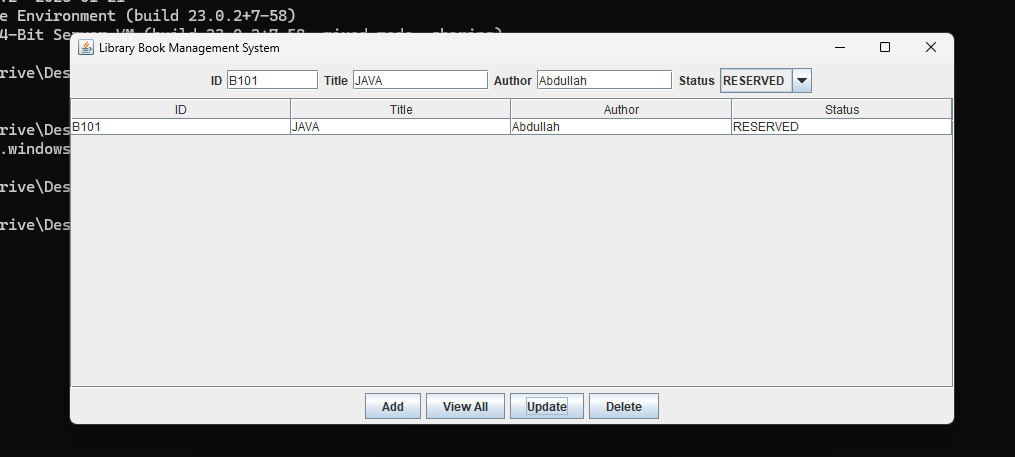 e Environment (build 23.0.2+7-58)
Library Book Management System
ID B101 Title JAVA Author Abdullah Status RESERVED
ID Title Author Status
B101 JAVA Abdullah RESERVED
rive\Des
rive\Des
.windows
rive\Des
rive\Des
Add View All Update Delete